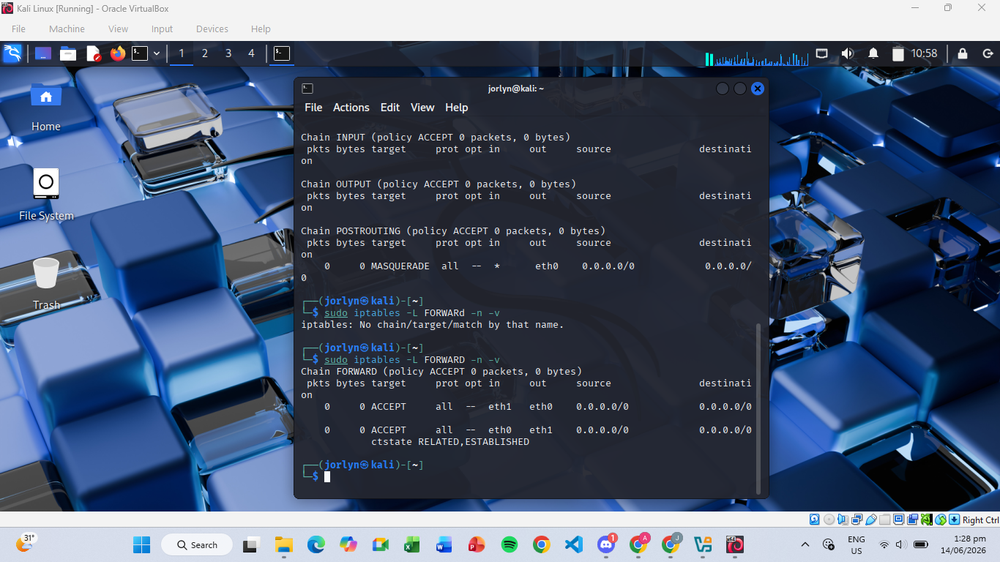 Kali Linux [Running] - Oracle VirtualBox
File Machine View Input Devices Help
1 2 3 4 10:58
jorlyn@kali: ~
File Actions Edit View Help
Home
File System
Trash
Chain INPUT (policy ACCEPT 0 packets, 0 bytes)
 pkts bytes target     prot opt in     out     source               destinati
on
Chain OUTPUT (policy ACCEPT 0 packets, 0 bytes)
 pkts bytes target     prot opt in     out     source               destinati
on
Chain POSTROUTING (policy ACCEPT 0 packets, 0 bytes)
 pkts bytes target     prot opt in     out     source               destinati
on
    0     0 MASQUERADE  all  --  *      eth0    0.0.0.0/0            0.0.0.0/
0
┌──(jorlyn㉿kali)-[~]
└─$ sudo iptables -L FORWARd -n -v
iptables: No chain/target/match by that name.
┌──(jorlyn㉿kali)-[~]
└─$ sudo iptables -L FORWARD -n -v
Chain FORWARD (policy ACCEPT 0 packets, 0 bytes)
 pkts bytes target     prot opt in     out     source               destinati
on
    0     0 ACCEPT     all  --  eth1   eth0    0.0.0.0/0            0.0.0.0/0
    0     0 ACCEPT     all  --  eth0   eth1    0.0.0.0/0            0.0.0.0/0
            ctstate RELATED,ESTABLISHED
┌──(jorlyn㉿kali)-[~]
└─$
Right Ctrl
31°
Search
1
A
J
ENG
US
1:28 pm
14/06/2026